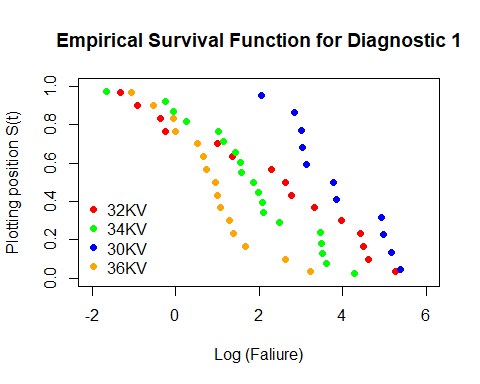 Empirical Survival Function for Diagnostic 1
Plotting position S(t)
1.0
0.8
0.6
0.4
0.2
0.0
32KV
34KV
30KV
36KV
-2
0
2
4
6
Log (Faliure)